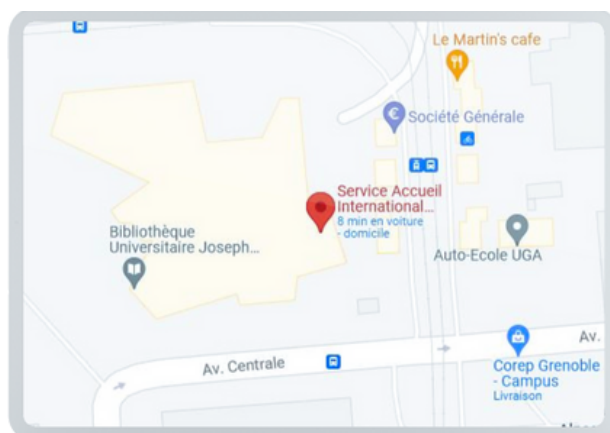 Le Martin's cafe
Société Générale
Service Accueil
International...
8 min en voiture
- domicile
Bibliothèque
Universitaire Joseph...
Auto-Ecole UGA
Av.
Av. Centrale
Corep Grenoble
- Campus
Livraison